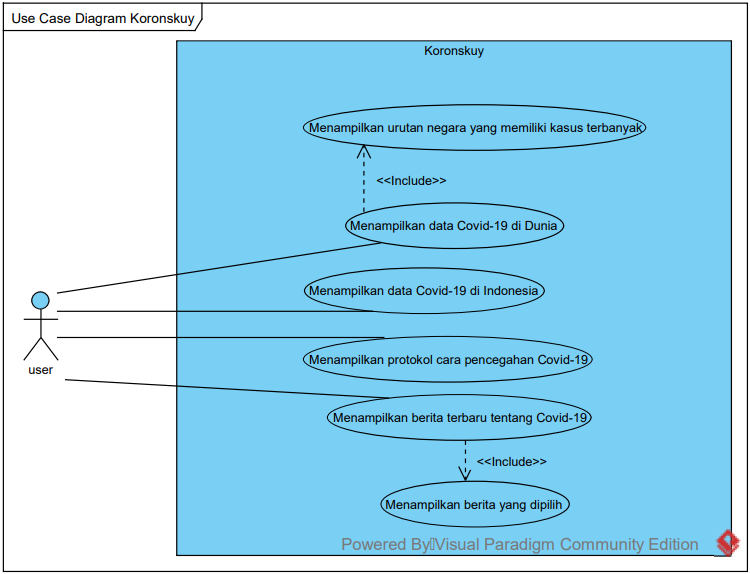 Use Case Diagram Koronskuy
Koronskuy
Menampilkan urutan negara yang memiliki kasus terbanyak
<<Include>>
Menampilkan data Covid-19 di Dunia
Menampilkan data Covid-19 di Indonesia
user
Menampilkan protokol cara pencegahan Covid-19
Menampilkan berita terbaru tentang Covid-19
<<Include>>
Menampilkan berita yang dipilih
Powered By Visual Paradigm Community Edition